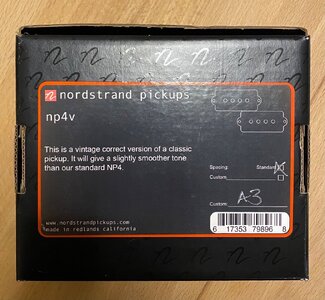 nordstrand pickups
np4v
This is a vintage correct version of a classic
pickup. It will give a slightly smoother tone
than our standard NP4.
Spacing: Standard
Custom:
Custom: A3
www.nordstrandpickups.com
made in redlands california
6 17353 79896 8